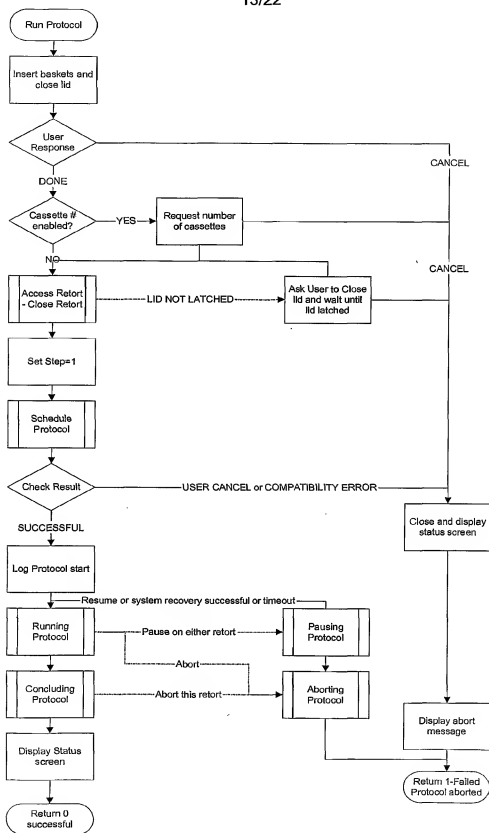 13/22
Run Protocol
Insert baskets and
close lid
User
Response
CANCEL
DONE
Cassette #
enabled?
YES
Request number
of cassettes
CANCEL
NO
Access Retort
- Close Retort
LID NOT LATCHED
Ask User to Close
lid and wait until
lid latched
Set Step=1
Schedule
Protocol
Check Result
USER CANCEL or COMPATIBILITY ERROR
SUCCESSFUL
Close and display
status screen
Log Protocol start
Resume or system recovery successful or timeout
Running
Protocol
Pause on either retort
Pausing
Protocol
Abort
Concluding
Protocol
Abort this retort
Aborting
Protocol
Display Status
screen
Display abort
message
Return 0
successful
Return 1-Failed
Protocol aborted